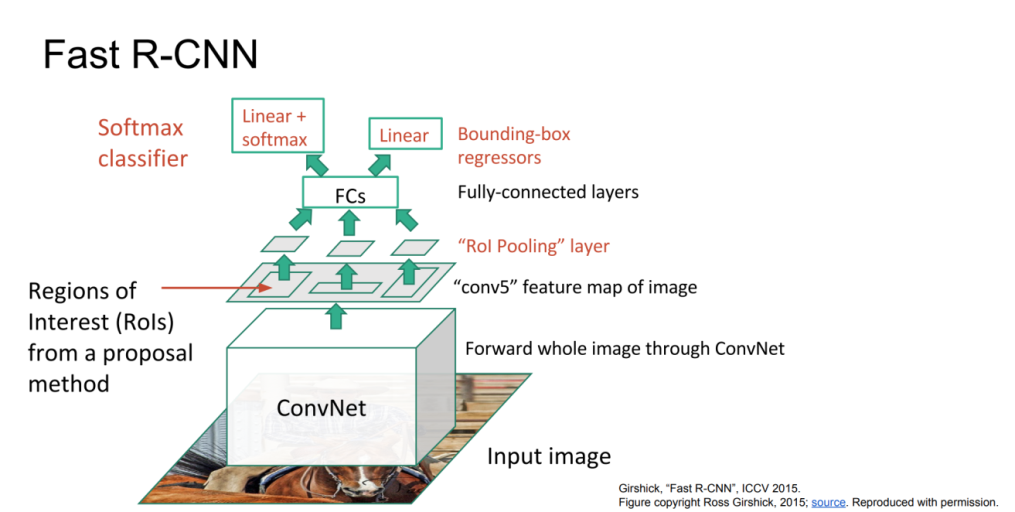 Fast R-CNN
Softmax
classifier
Linear +
softmax
Linear
Bounding-box
regressors
FCs
Fully-connected layers
“RoI Pooling” layer
Regions of
Interest (RoIs)
from a proposal
method
“conv5” feature map of image
Forward whole image through ConvNet
ConvNet
Input image
Girshick, “Fast R-CNN”, ICCV 2015.
Figure copyright Ross Girshick, 2015; source. Reproduced with permission.